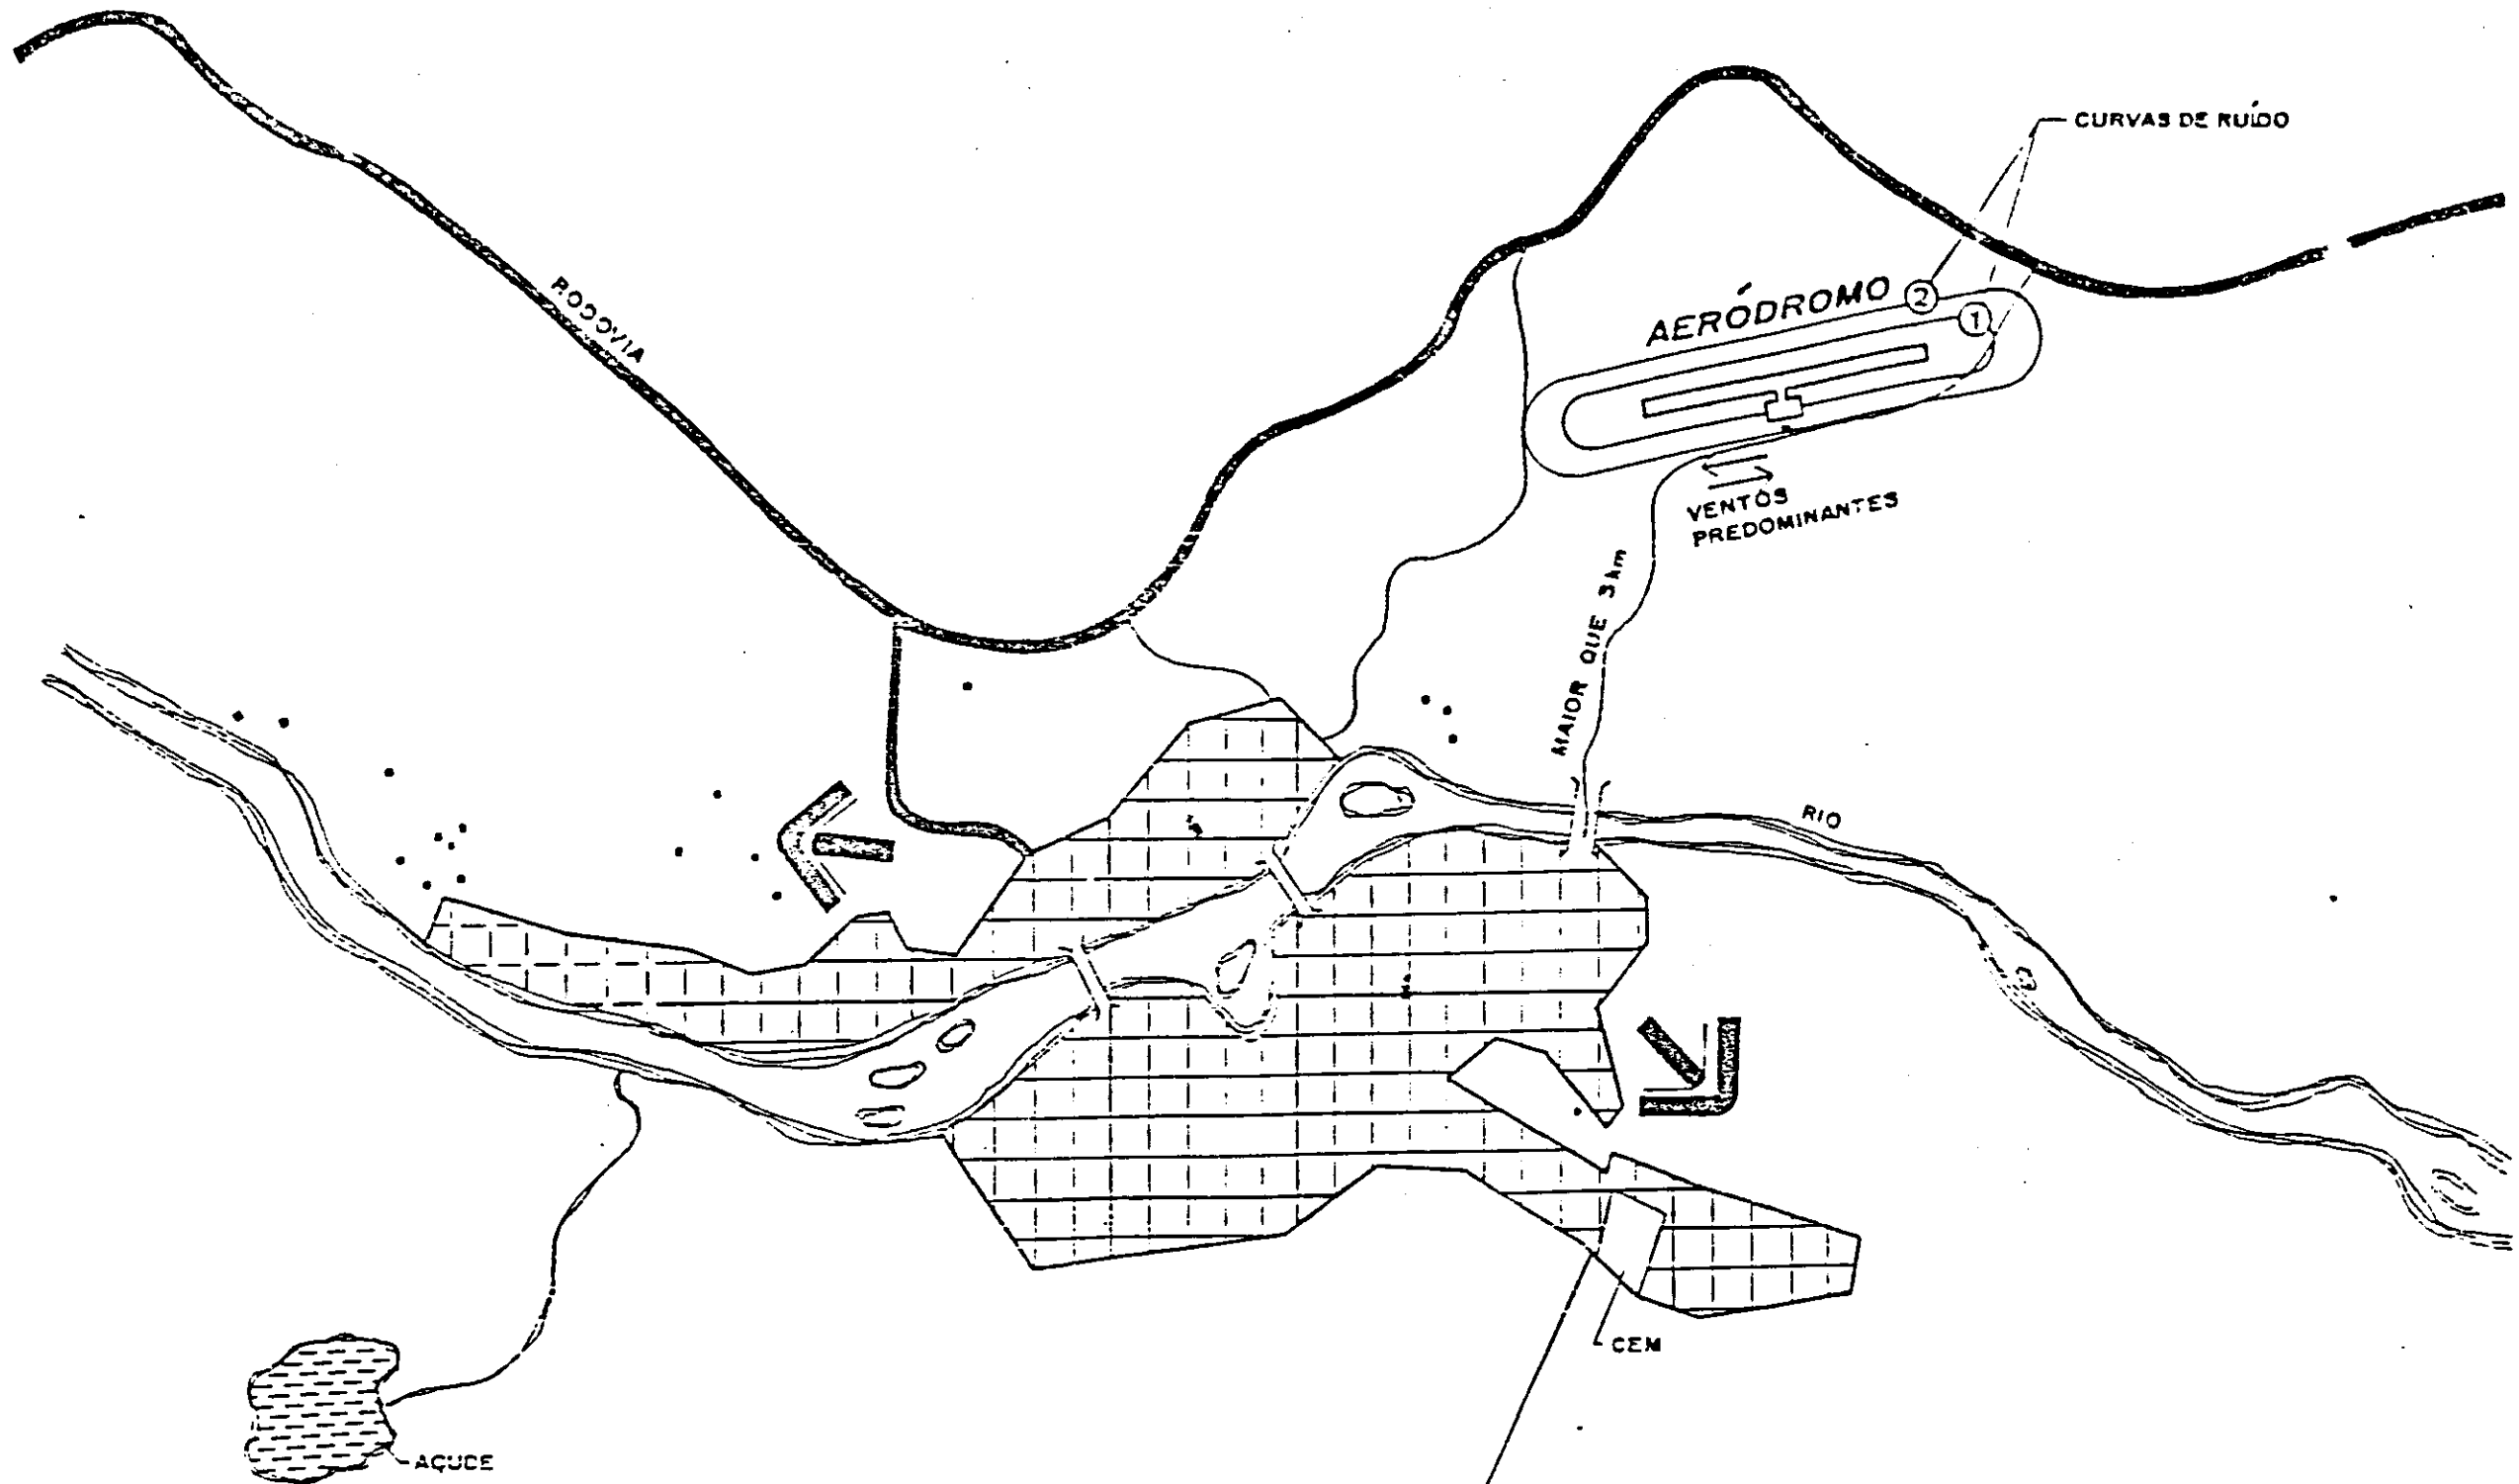 CURVAS DE RUÍDO
RODOVIA
AERÓDROMO
2
1
VENTOS
PREDOMINANTES
MAIOR QUE 3km
RIO
CEM
AÇUDE